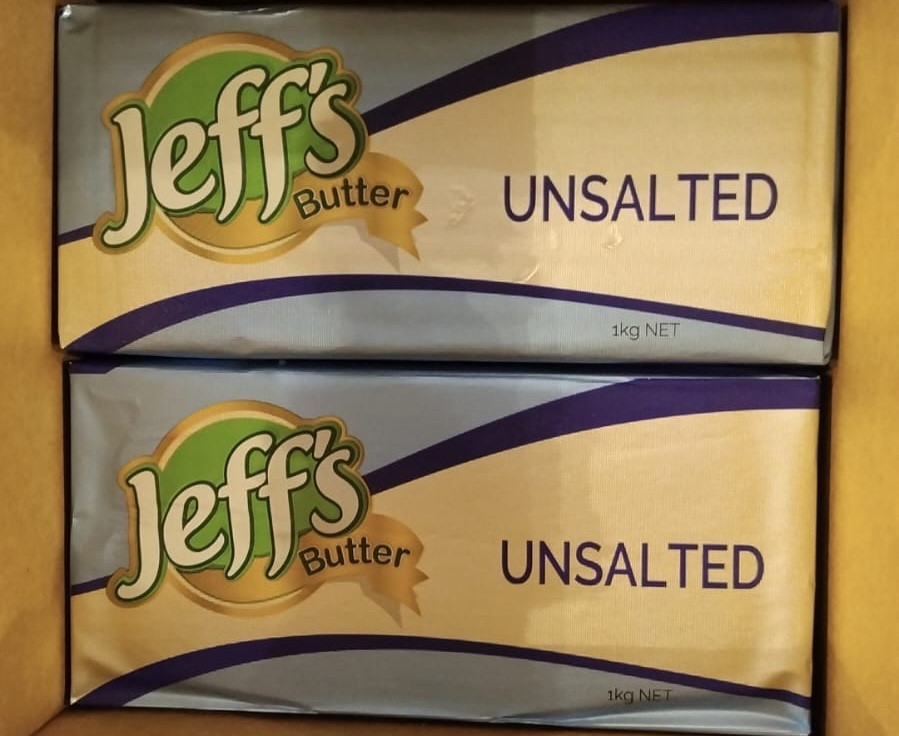 Jeff's
Butter
UNSALTED
1kg NET
Jeff's
Butter
UNSALTED
1kg NET